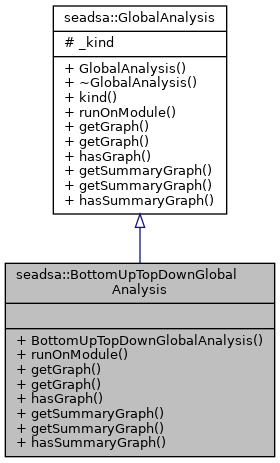 seadsa::GlobalAnalysis
# _kind
+ GlobalAnalysis()
+ ~GlobalAnalysis()
+ kind()
+ runOnModule()
+ getGraph()
+ getGraph()
+ hasGraph()
+ getSummaryGraph()
+ getSummaryGraph()
+ hasSummaryGraph()
seadsa::BottomUpTopDownGlobal
Analysis
+ BottomUpTopDownGlobalAnalysis()
+ runOnModule()
+ getGraph()
+ getGraph()
+ hasGraph()
+ getSummaryGraph()
+ getSummaryGraph()
+ hasSummaryGraph()